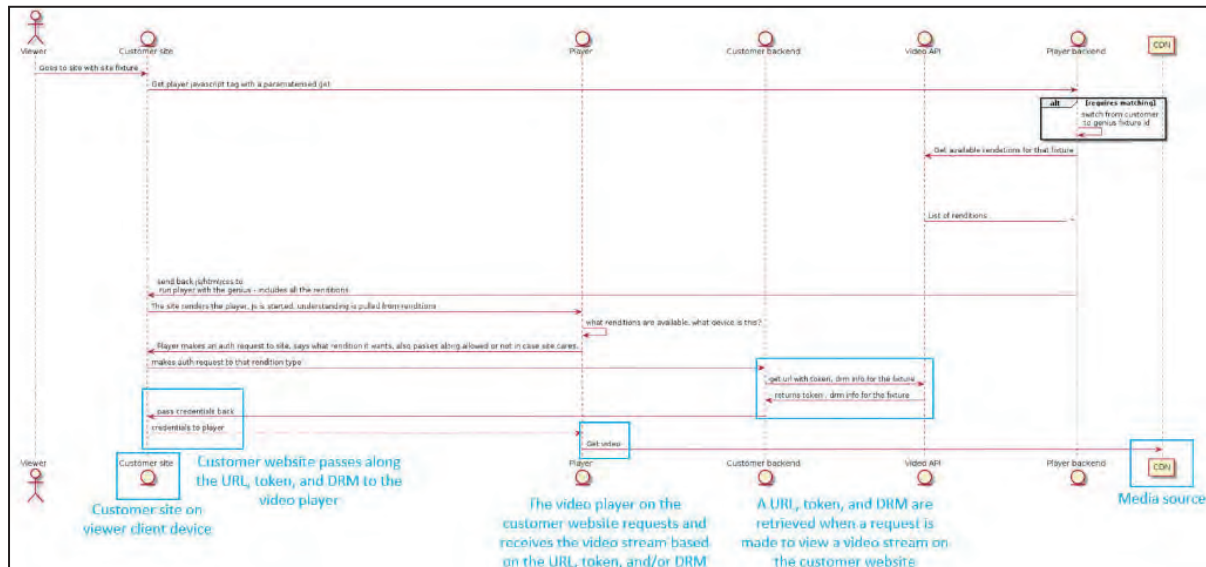 Viewer
Customer site
Player
Customer backend
Video API
Player backend
CDN
Goes to site with site fixture
Get player javascript tag with a parameterised get
alt
[requires matching]
switch from customer
to genius fixture id
Get available renditions for that fixture
List of renditions
send back js/html/css to
run player with the genius - includes all the renditions
The site renders the player, js is started, understanding is pulled from renditions
what renditions are available, what device is this?
Player makes an auth request to site, says what rendition it wants, also passes along allowed or not in case site cares.
makes auth request to that rendition type
get url with token, drm info for the fixture
returns token, drm info for the fixture
pass credentials back
credentials to player
Get video
Viewer
Customer site
Player
Customer backend
Video API
Player backend
CDN
Customer website passes along
the URL, token, and DRM to the
video player
Customer site on
viewer client device
The video player on the
customer website requests and
receives the video stream based
on the URL, token, and/or DRM
A URL, token, and DRM are
retrieved when a request is
made to view a video stream on
the customer website
Media source